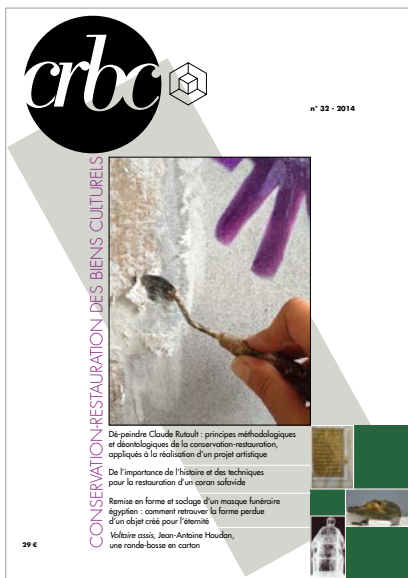 crbc
n° 32 - 2014
CONSERVATION-RESTAURATION DES BIENS CULTURELS
Dé-peindre Claude Rutault : principes méthodologiques
et déontologiques de la conservation-restauration,
appliqués à la réalisation d'un projet artistique
De l'importance de l'histoire et des techniques
pour la restauration d'un coran safavide
Remise en forme et soclage d'un masque funéraire
égyptien : comment retrouver la forme perdue
d'un objet créé pour l'éternité
Voltaire assis, Jean-Antoine Houdon,
une ronde-bosse en carton
29 €